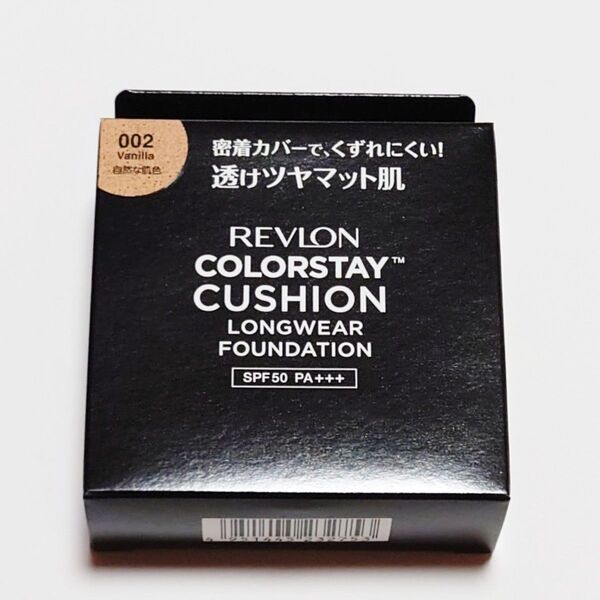 002
Vanilla
自然な肌色
密着カバーで、くずれにくい!
透けツヤマット肌
REVLON
COLORSTAY™
CUSHION
LONGWEAR
FOUNDATION
SPF50 PA+++